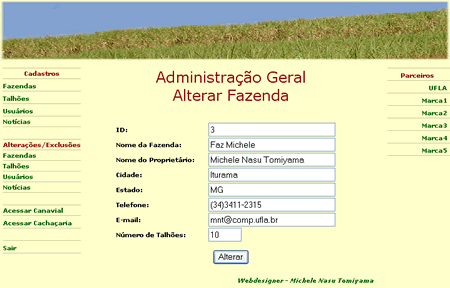 Cadastros
Fazendas
Talhões
Usuários
Notícias
Alterações/Exclusões
Fazendas
Talhões
Usuários
Notícias
Acessar Canavial
Acessar Cachaçaria
Sair
Administração Geral
Alterar Fazenda
ID: 3
Nome da Fazenda: Faz Michele
Nome do Proprietário: Michele Nasu Tomiyama
Cidade: Iturama
Estado: MG
Telefone: (34)3411-2315
E-mail: mnt@comp.ufla.br
Número de Talhões: 10
Alterar
Parceiros
UFLA
Marca1
Marca2
Marca3
Marca4
Marca5
Webdesigner - Michele Nasu Tomiyama